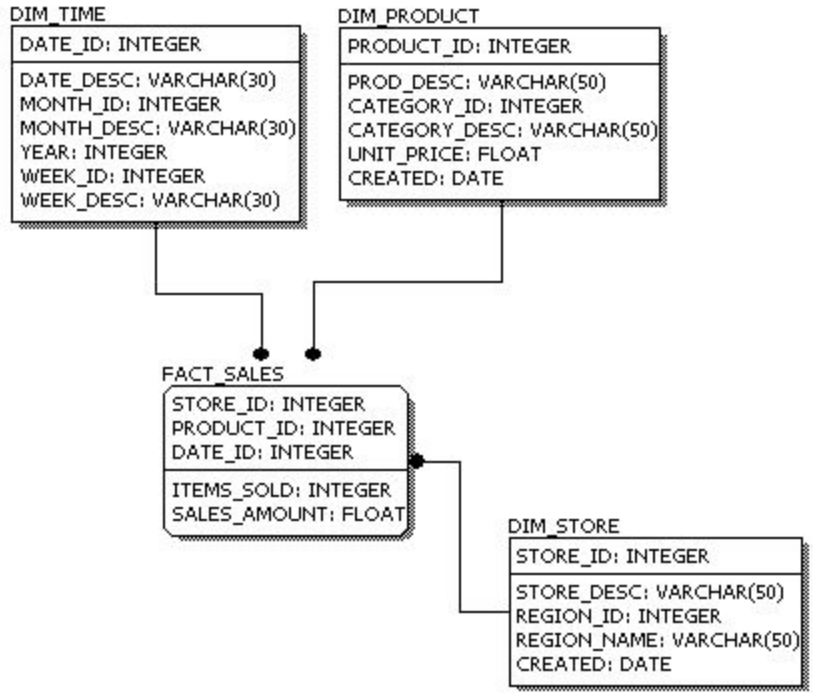 DIM_TIME
DATE_ID: INTEGER
DATE_DESC: VARCHAR(30)
MONTH_ID: INTEGER
MONTH_DESC: VARCHAR(30)
YEAR: INTEGER
WEEK_ID: INTEGER
WEEK_DESC: VARCHAR(30)
DIM_PRODUCT
PRODUCT_ID: INTEGER
PROD_DESC: VARCHAR(50)
CATEGORY_ID: INTEGER
CATEGORY_DESC: VARCHAR(50)
UNIT_PRICE: FLOAT
CREATED: DATE
FACT_SALES
STORE_ID: INTEGER
PRODUCT_ID: INTEGER
DATE_ID: INTEGER
ITEMS_SOLD: INTEGER
SALES_AMOUNT: FLOAT
DIM_STORE
STORE_ID: INTEGER
STORE_DESC: VARCHAR(50)
REGION_ID: INTEGER
REGION_NAME: VARCHAR(50)
CREATED: DATE